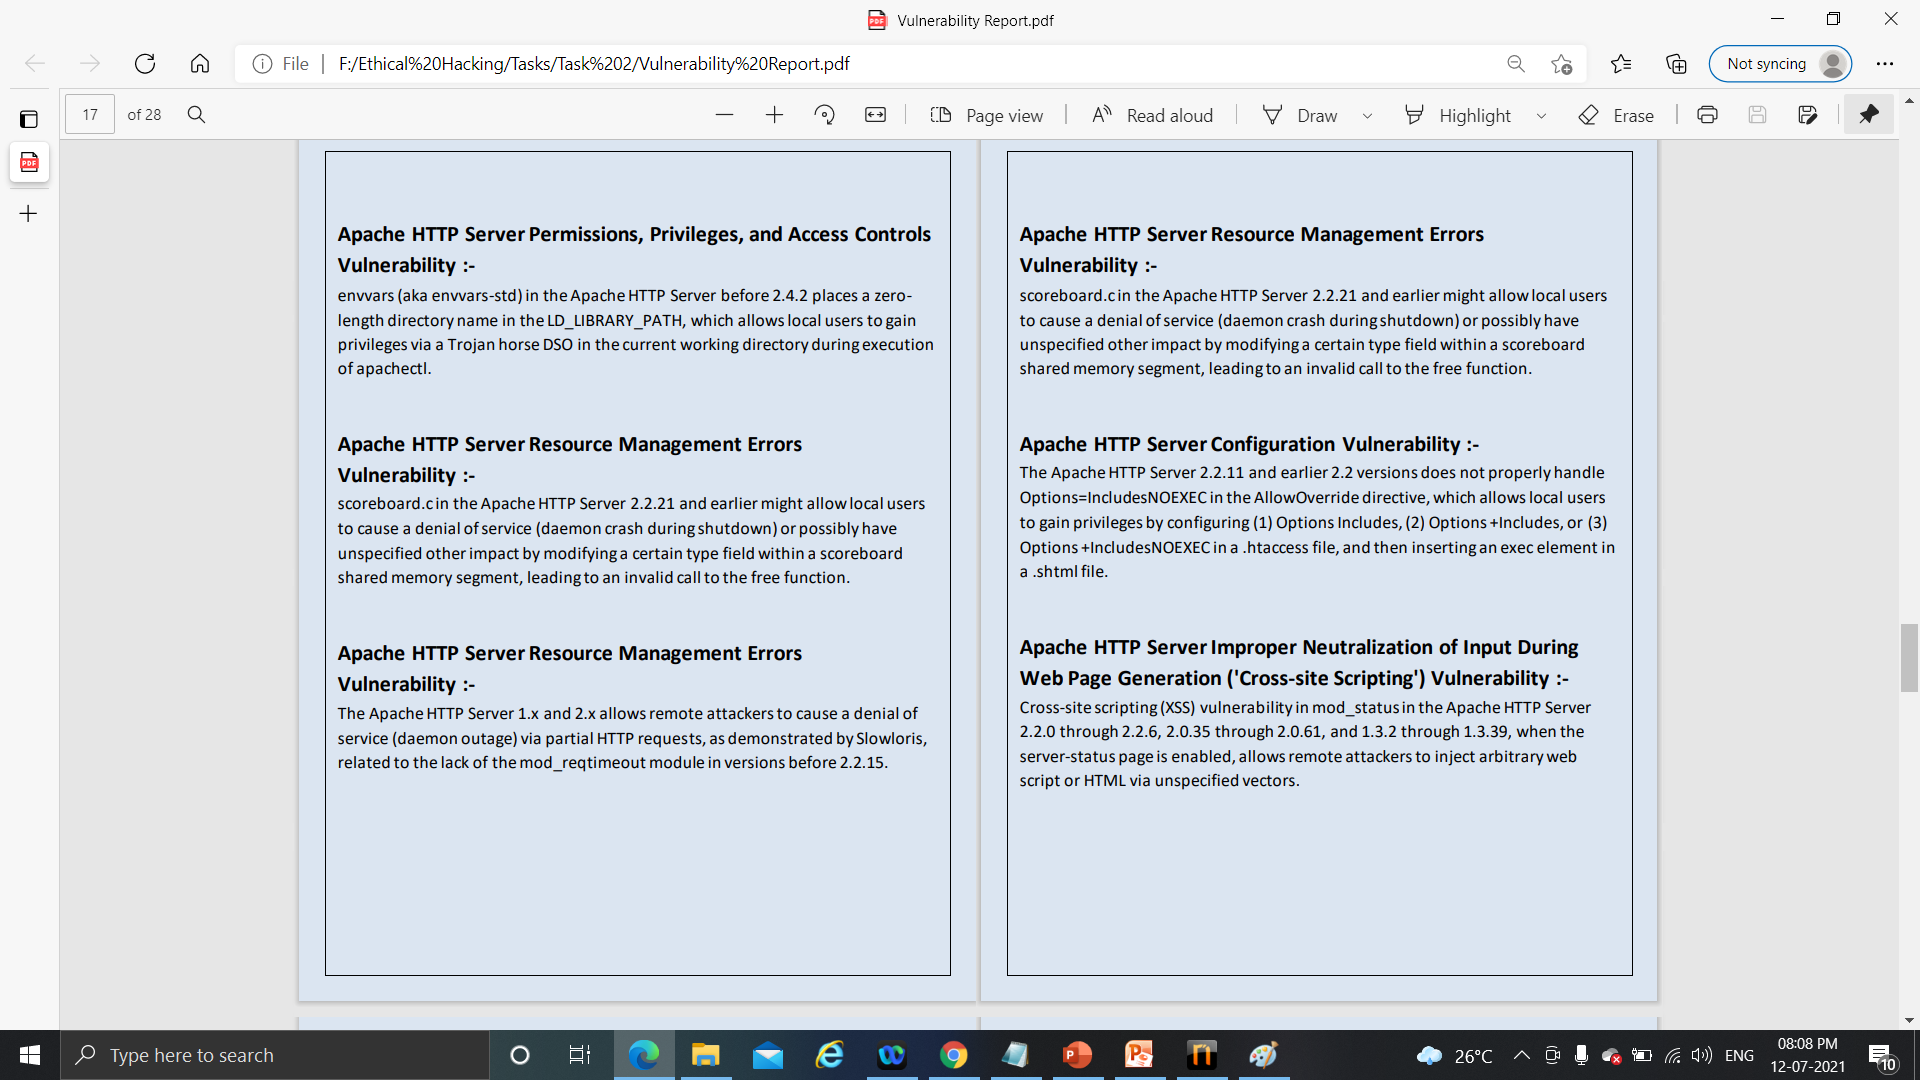 Vulnerability Report.pdf
File
F:/Ethical%20Hacking/Tasks/Task%202/Vulnerability%20Report.pdf
Not syncing
17
of 28
Page view
Read aloud
Draw
Highlight
Erase
Apache HTTP Server Permissions, Privileges, and Access Controls
Vulnerability :-
envvars (aka envvars-std) in the Apache HTTP Server before 2.4.2 places a zero-
length directory name in the LD_LIBRARY_PATH, which allows local users to gain
privileges via a Trojan horse DSO in the current working directory during execution
of apachectl.
Apache HTTP Server Resource Management Errors
Vulnerability :-
scoreboard.c in the Apache HTTP Server 2.2.21 and earlier might allow local users
to cause a denial of service (daemon crash during shutdown) or possibly have
unspecified other impact by modifying a certain type field within a scoreboard
shared memory segment, leading to an invalid call to the free function.
Apache HTTP Server Resource Management Errors
Vulnerability :-
The Apache HTTP Server 1.x and 2.x allows remote attackers to cause a denial of
service (daemon outage) via partial HTTP requests, as demonstrated by Slowloris,
related to the lack of the mod_reqtimeout module in versions before 2.2.15.
Apache HTTP Server Resource Management Errors
Vulnerability :-
scoreboard.c in the Apache HTTP Server 2.2.21 and earlier might allow local users
to cause a denial of service (daemon crash during shutdown) or possibly have
unspecified other impact by modifying a certain type field within a scoreboard
shared memory segment, leading to an invalid call to the free function.
Apache HTTP Server Configuration Vulnerability :-
The Apache HTTP Server 2.2.11 and earlier 2.2 versions does not properly handle
Options=IncludesNOEXEC in the AllowOverride directive, which allows local users
to gain privileges by configuring (1) Options Includes, (2) Options +Includes, or (3)
Options +IncludesNOEXEC in a .htaccess file, and then inserting an exec element in
a .shtml file.
Apache HTTP Server Improper Neutralization of Input During
Web Page Generation ('Cross-site Scripting') Vulnerability :-
Cross-site scripting (XSS) vulnerability in mod_status in the Apache HTTP Server
2.2.0 through 2.2.6, 2.0.35 through 2.0.61, and 1.3.2 through 1.3.39, when the
server-status page is enabled, allows remote attackers to inject arbitrary web
script or HTML via unspecified vectors.
Type here to search
26°C
ENG
08:08 PM
12-07-2021
10